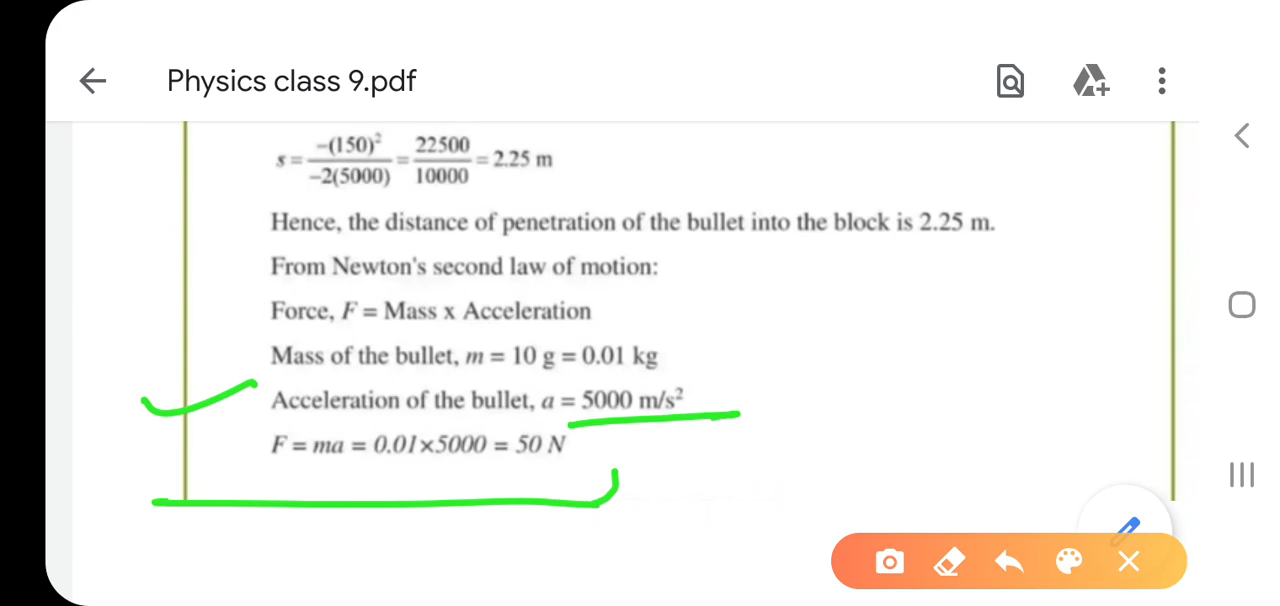 Physics class 9.pdf
s = −(150)² / −2(5000) = 22500 / 10000 = 2.25 m
Hence, the distance of penetration of the bullet into the block is 2.25 m.
From Newton's second law of motion:
Force, F = Mass x Acceleration
Mass of the bullet, m = 10 g = 0.01 kg
Acceleration of the bullet, a = 5000 m/s²
F = ma = 0.01×5000 = 50 N